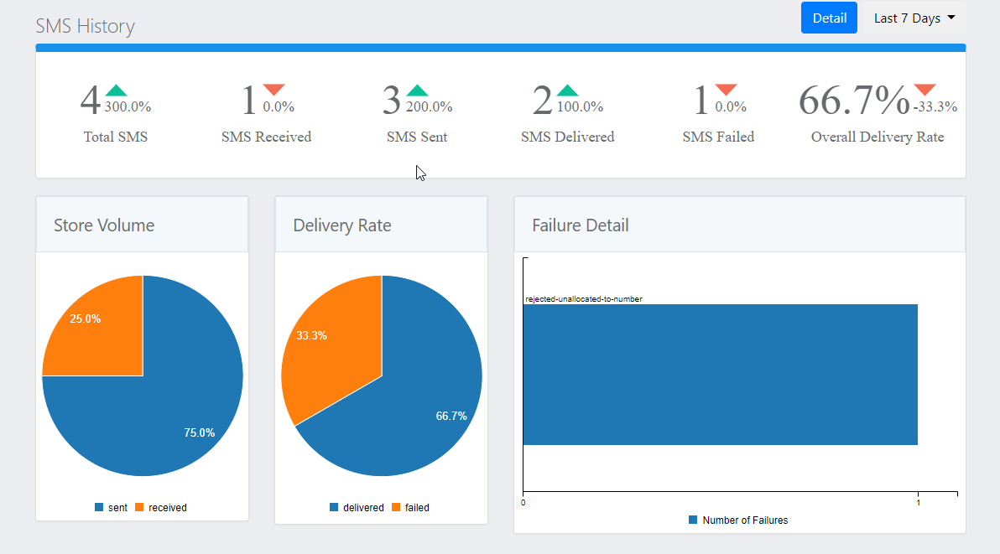 SMS History
Detail
Last 7 Days
4 300.0%
Total SMS
1 0.0%
SMS Received
3 200.0%
SMS Sent
2 100.0%
SMS Delivered
1 0.0%
SMS Failed
66.7% -33.3%
Overall Delivery Rate
Store Volume
25.0%
75.0%
sent received
Delivery Rate
33.3%
66.7%
delivered failed
Failure Detail
rejected-unallocated-to-number
0 1
Number of Failures